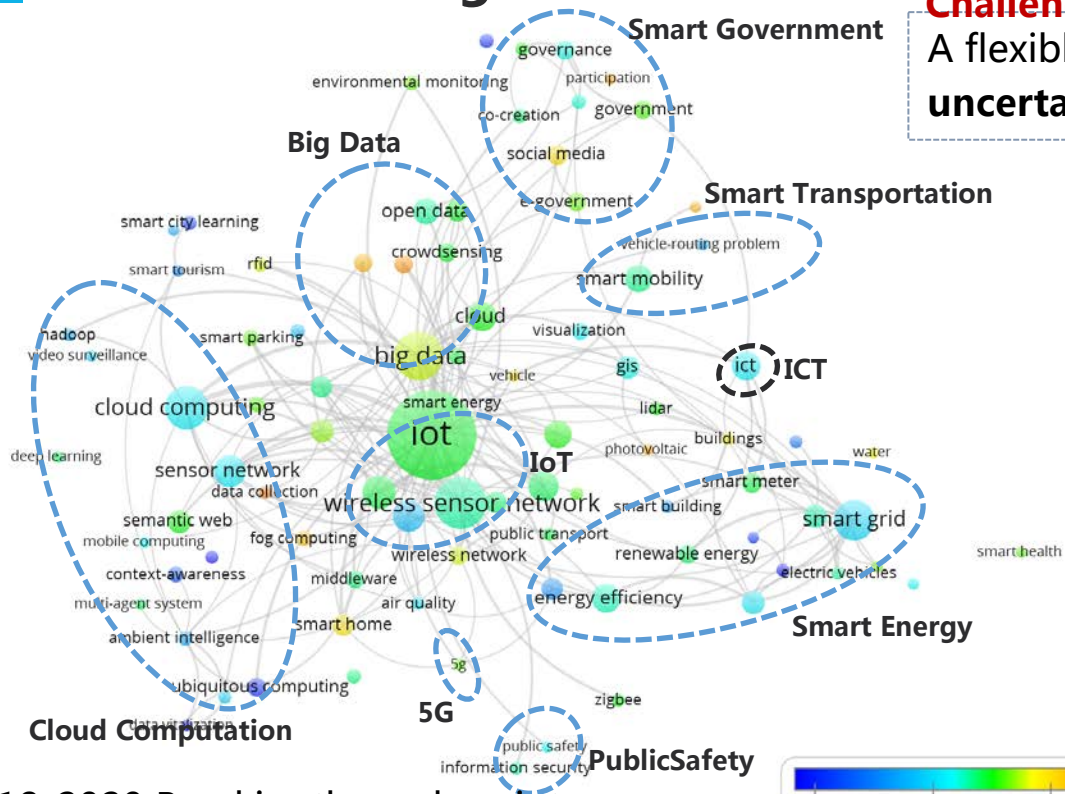 Smart Government
governance
participation
environmental monitoring
co-creation
government
A flexibl
uncerta
Big Data
social media
Smart Transportation
e-government
open data
smart city learning
vehicle-routing problem
crowdsensing
rfid
smart tourism
smart mobility
cloud
hadoop
smart parking
visualization
video surveillance
big data
gis
ict
ICT
vehicle
smart energy
cloud computing
lidar
iot
buildings
photovoltaic
water
deep learning
IoT
sensor network
smart meter
data collection
wireless sensor network
smart building
smart grid
semantic web
public transport
fog computing
mobile computing
wireless network
renewable energy
smart health
context-awareness
middleware
electric vehicles
multi-agent system
air quality
energy efficiency
smart home
Smart Energy
ambient intelligence
5g
ubiquitous computing
zigbee
5G
data vitalization
Cloud Computation
public safety
PublicSafety
information security